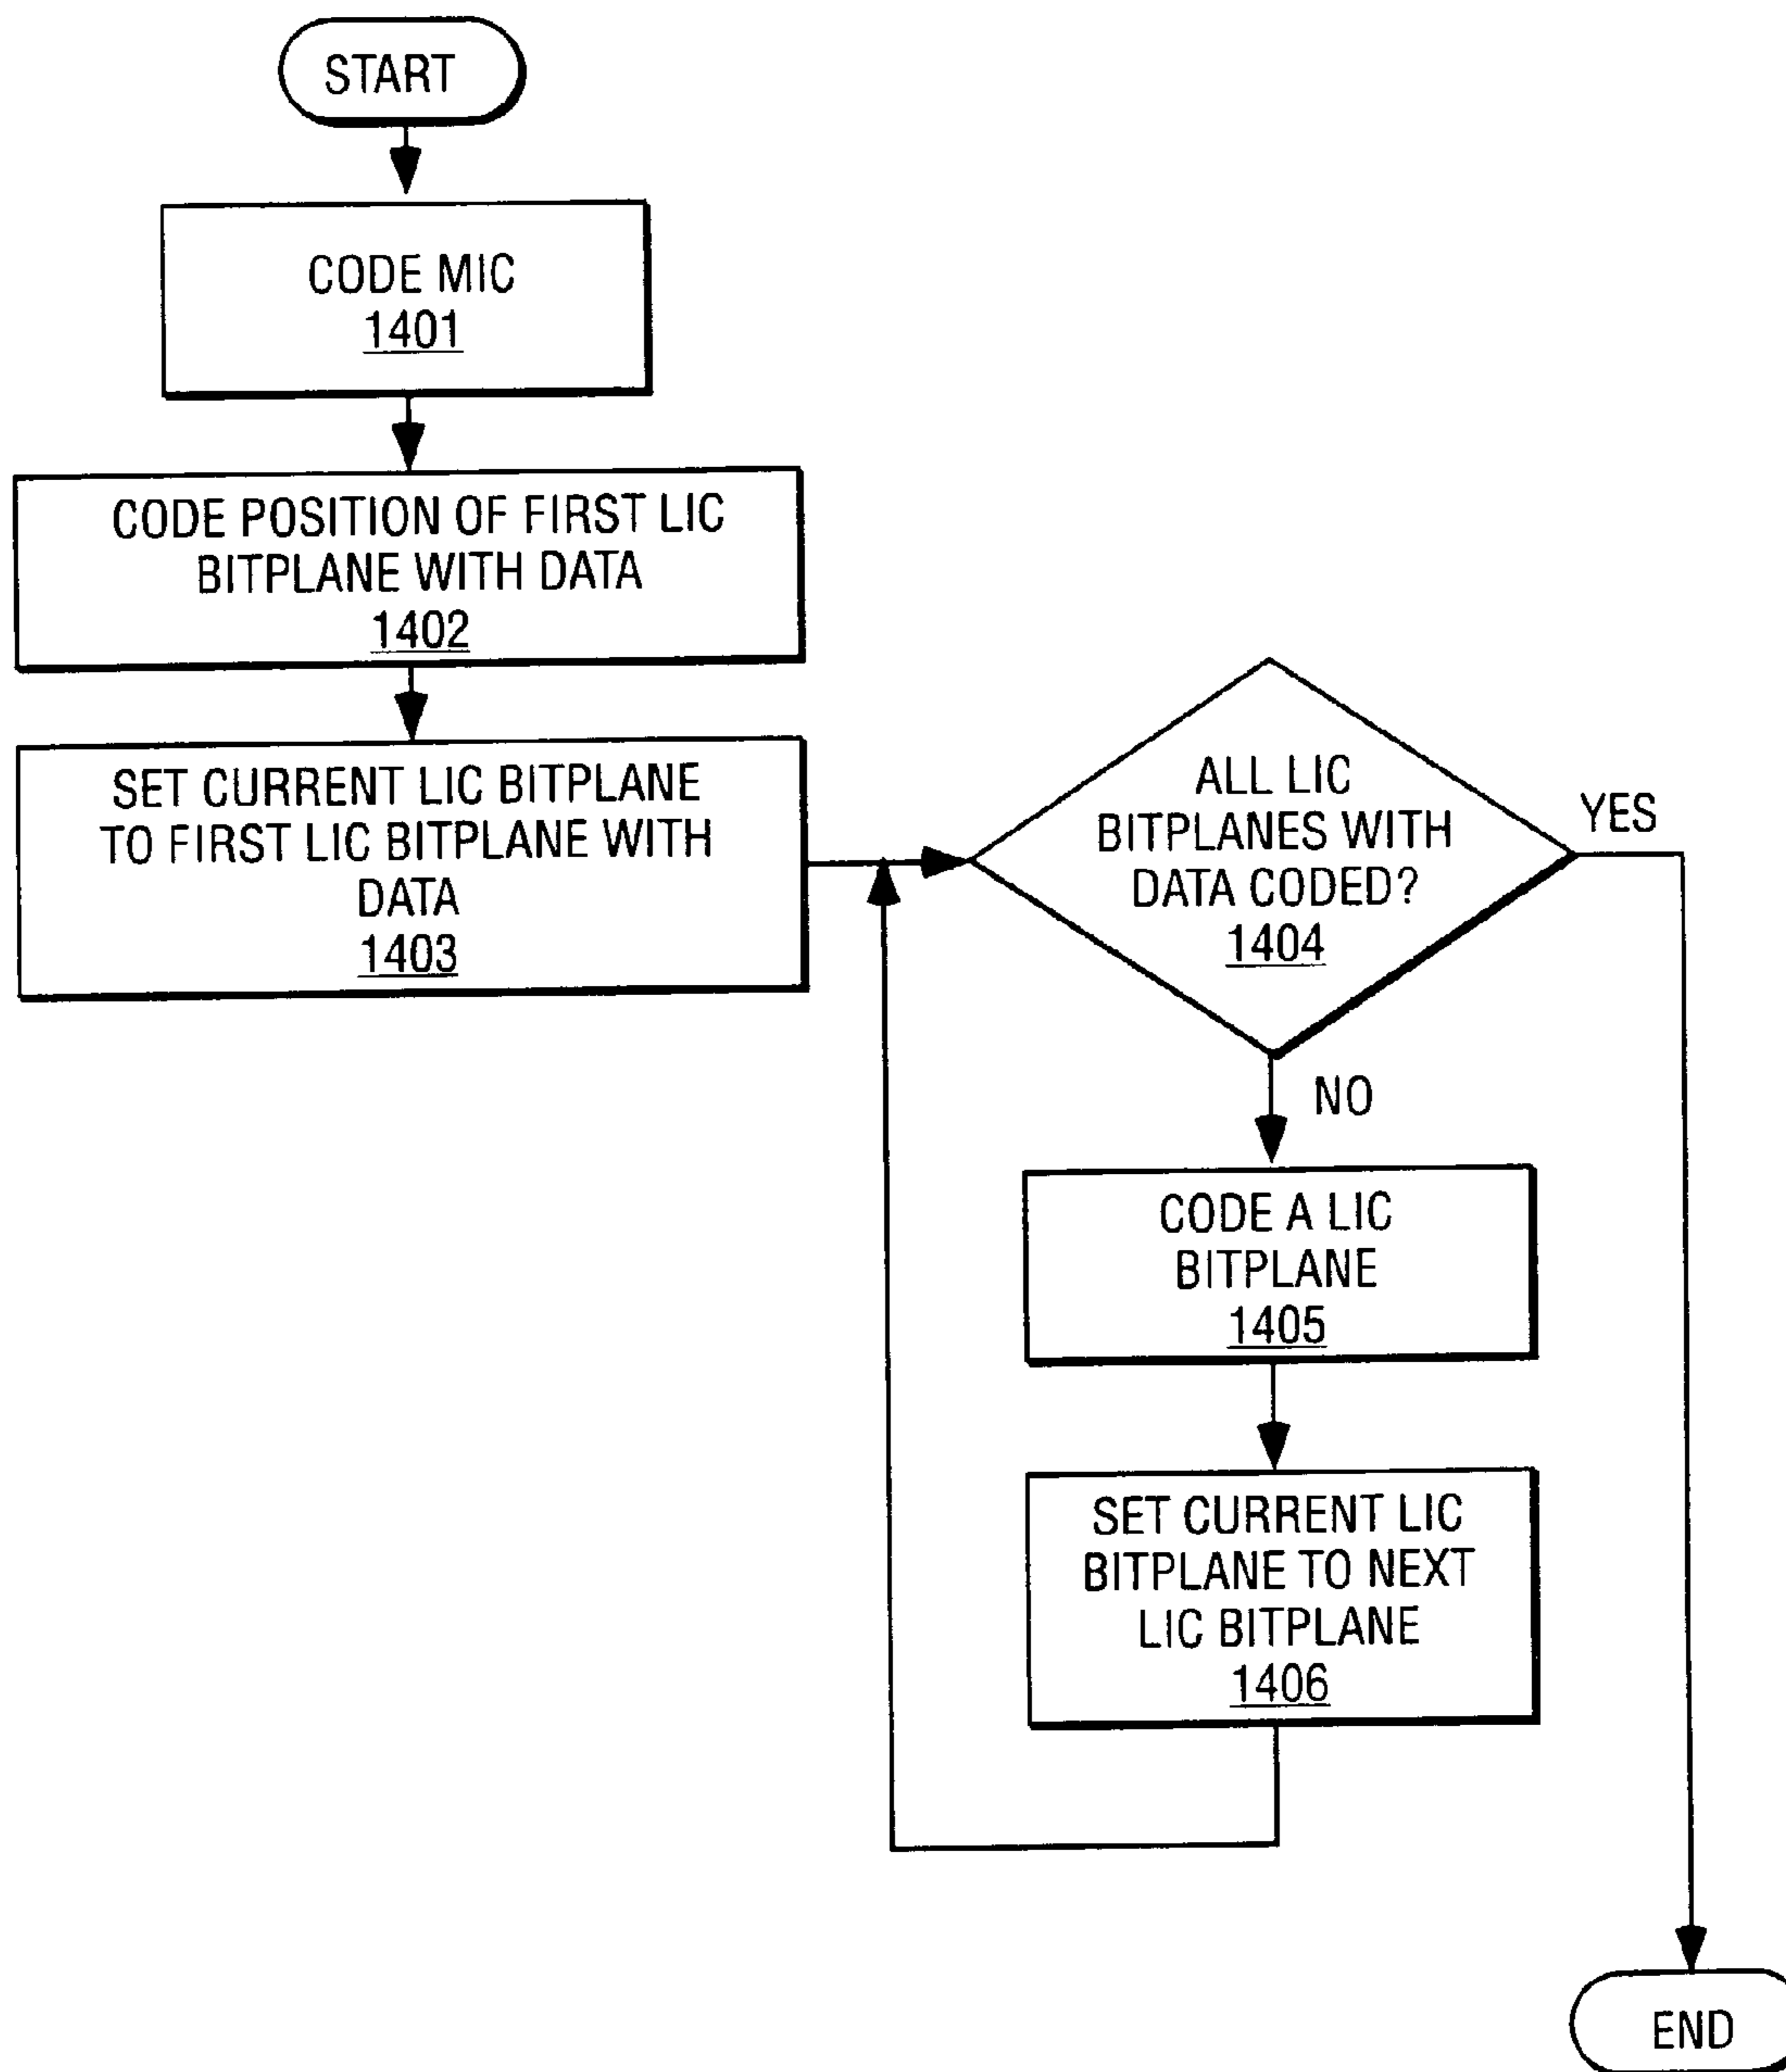 START
CODE MIC
1401
CODE POSITION OF FIRST LIC
BITPLANE WITH DATA
1402
SET CURRENT LIC BITPLANE
TO FIRST LIC BITPLANE WITH
DATA
1403
ALL LIC
BITPLANES WITH
DATA CODED?
1404
YES
NO
CODE A LIC
BITPLANE
1405
SET CURRENT LIC
BITPLANE TO NEXT
LIC BITPLANE
1406
END